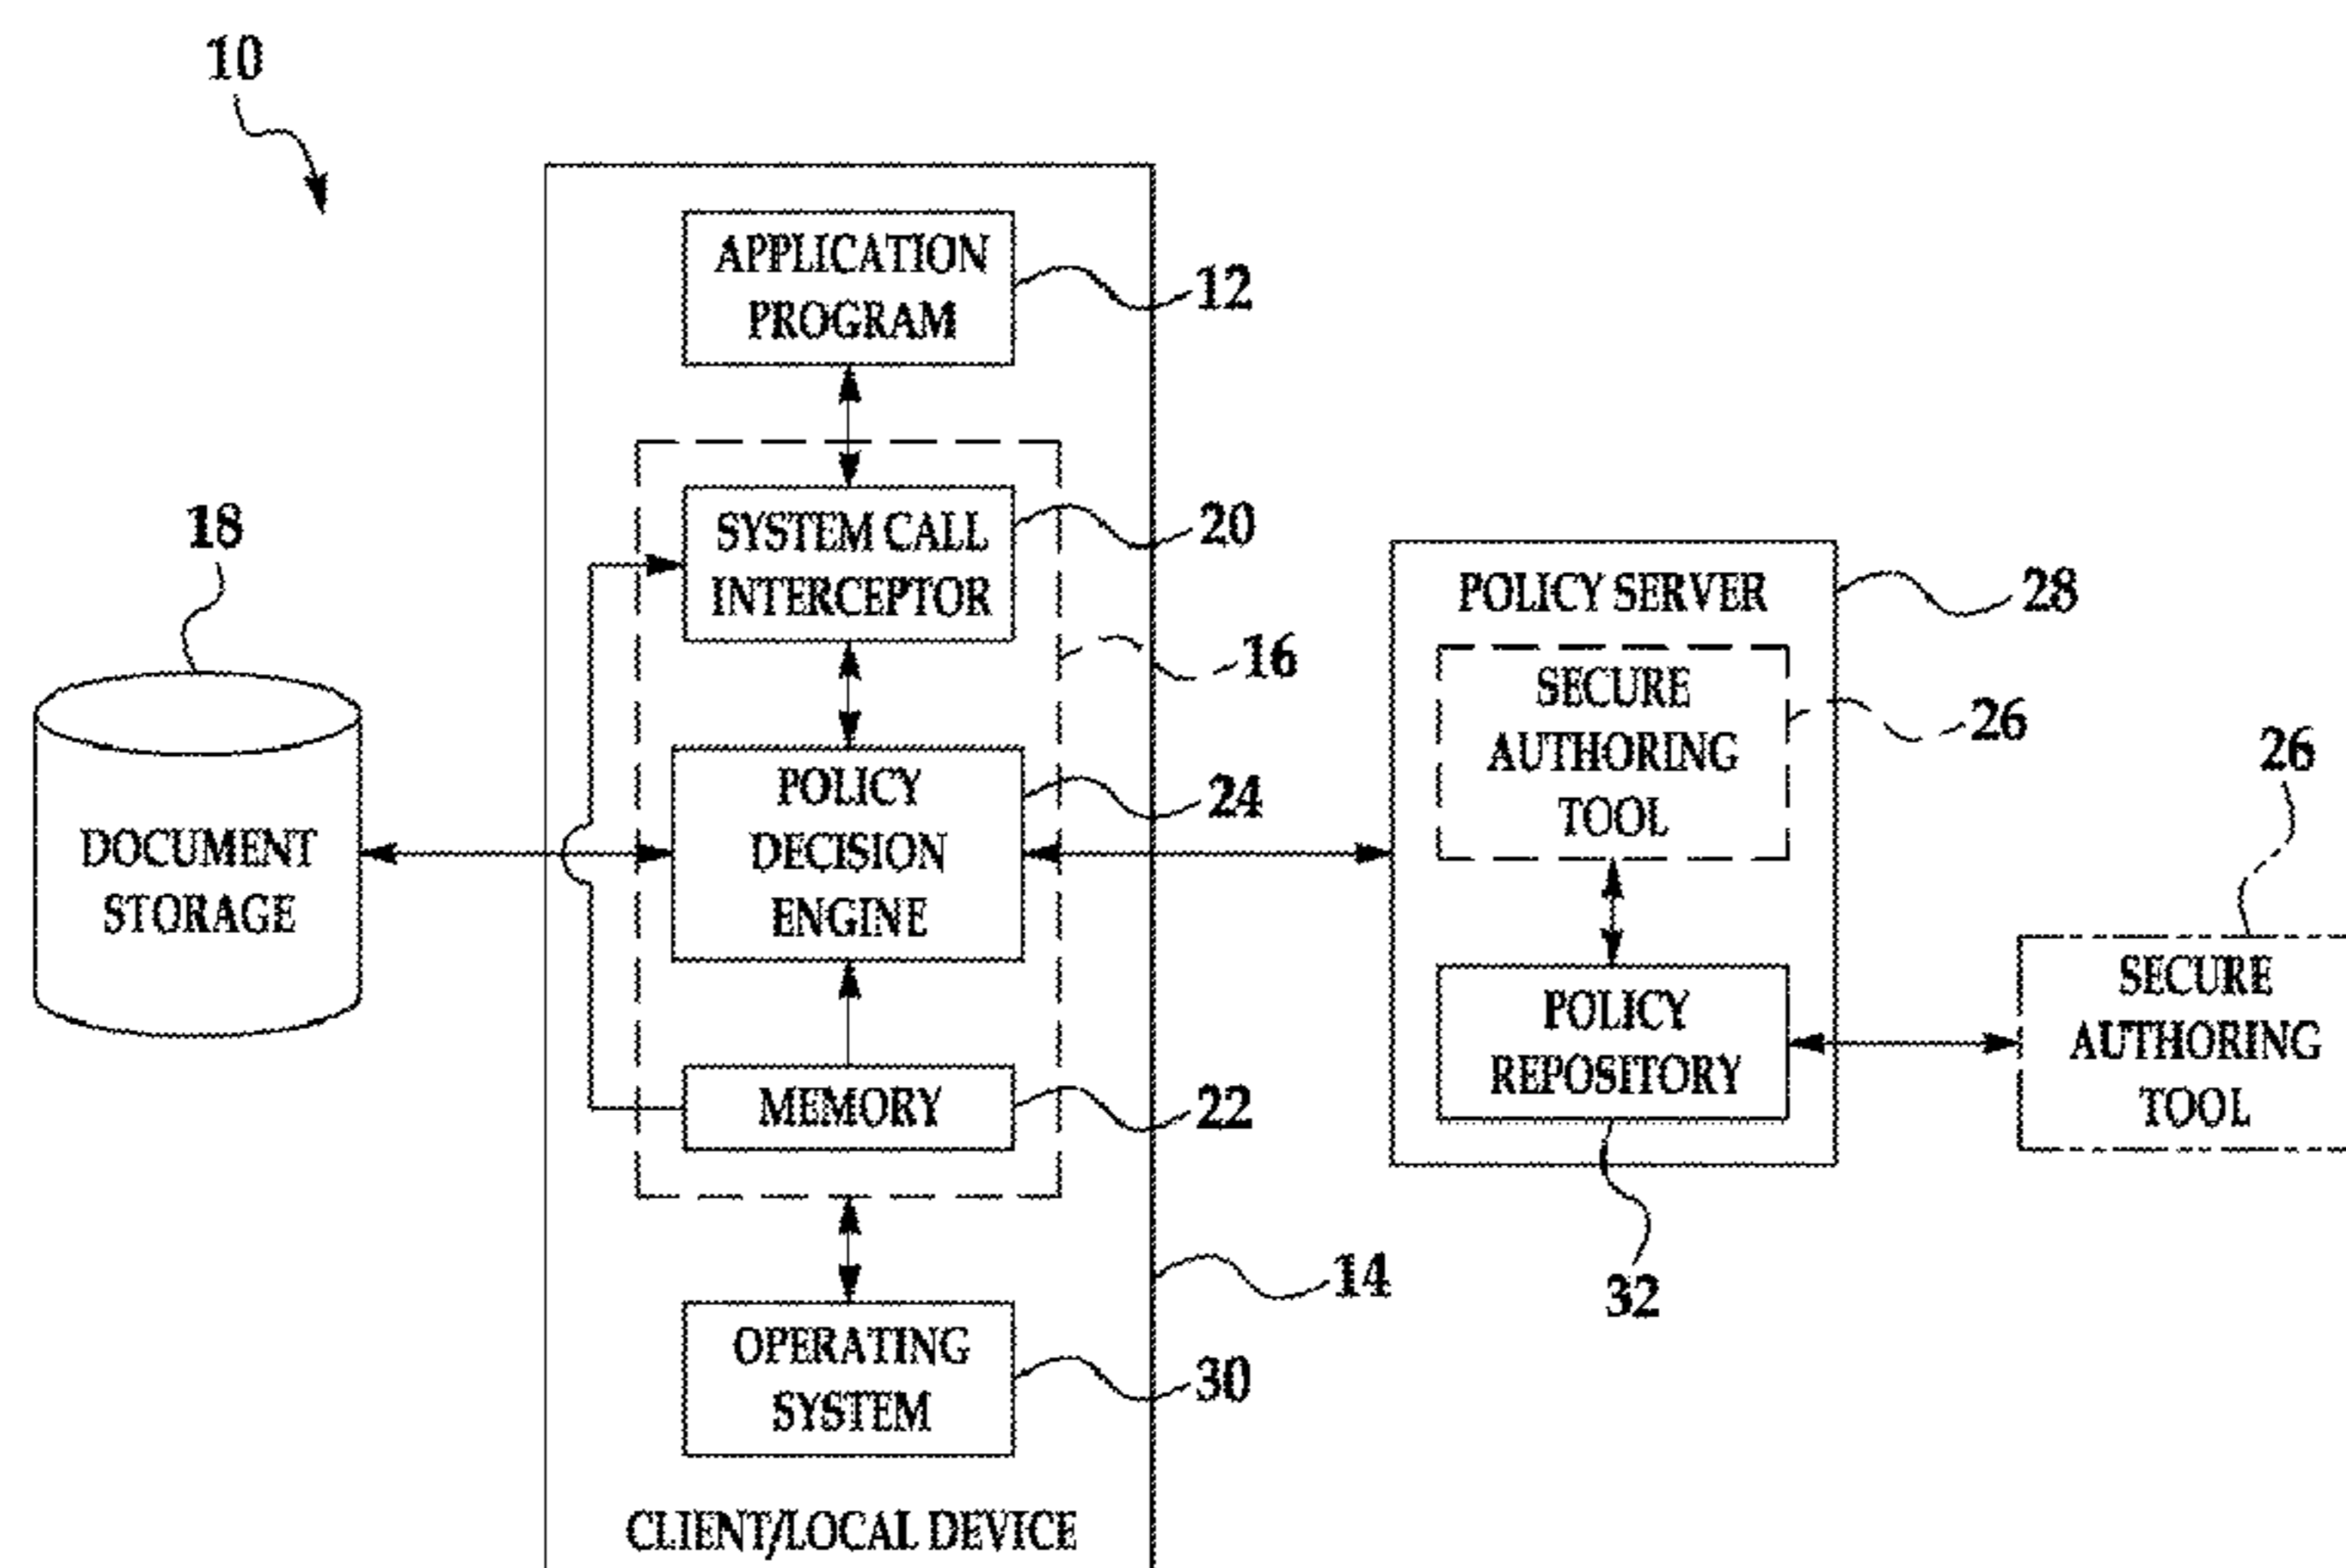 10
APPLICATION
PROGRAM
12
SYSTEM CALL
INTERCEPTOR
20
16
18
DOCUMENT
STORAGE
POLICY
DECISION
ENGINE
24
MEMORY
22
OPERATING
SYSTEM
30
14
CLIENT/LOCAL DEVICE
POLICY SERVER
28
SECURE
AUTHORING
TOOL
26
POLICY
REPOSITORY
32
26
SECURE
AUTHORING
TOOL